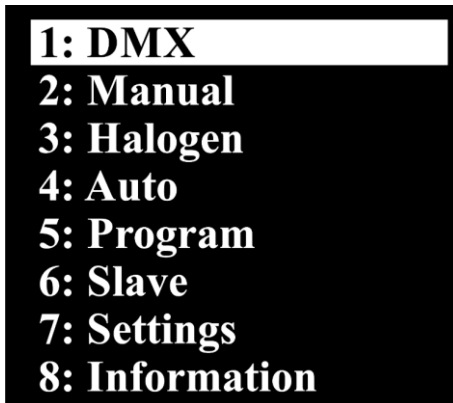 1: DMX
2: Manual
3: Halogen
4: Auto
5: Program
6: Slave
7: Settings
8: Information